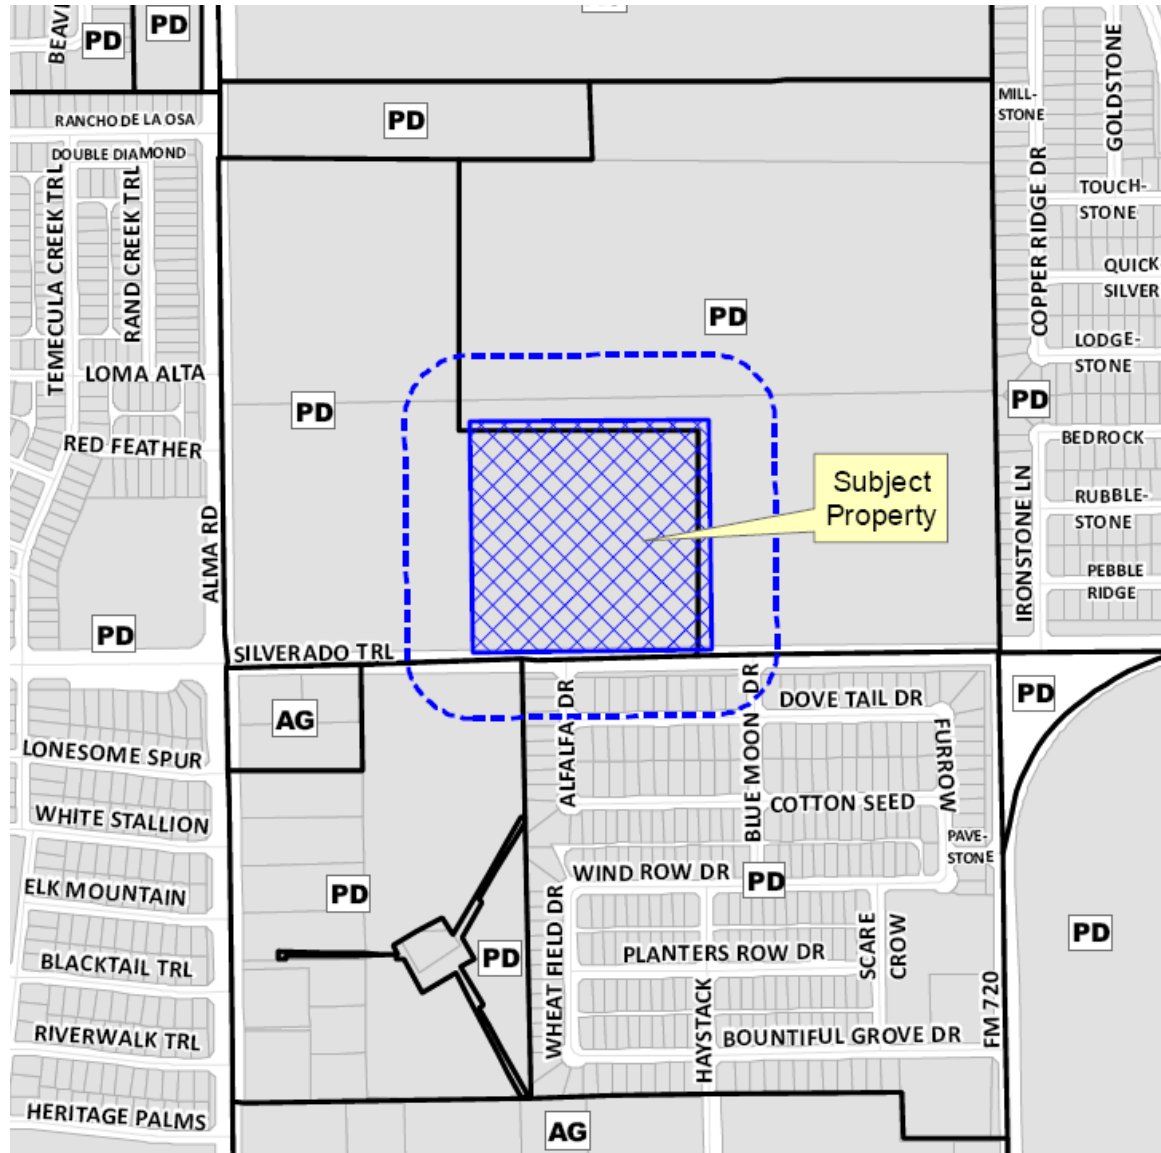 BEAVI
PD
PD
RANCHO DE LA OSA
DOUBLE DIAMOND
TEMECULA CREEK TRL
RAND CREEK TRL
LOMA ALTA
RED FEATHER
ALMA RD
PD
PD
PD
PD
MILL-
STONE
GOLDSTONE
COPPER RIDGE DR
TOUCH-
STONE
QUICK
SILVER
LODGE-
STONE
PD
BEDROCK
IRONSTONE LN
RUBBLE-
STONE
PEBBLE
RIDGE
Subject
Property
SILVERADO TRL
AG
LONESOME SPUR
WHITE STALLION
ELK MOUNTAIN
BLACKTAIL TRL
RIVERWALK TRL
HERITAGE PALMS
PD
PD
ALFALFA DR
BLUE MOON DR
DOVE TAIL DR
FURROW
COTTON SEED
PAVE-
STONE
WIND ROW DR
PD
WHEAT FIELD DR
PLANTERS ROW DR
SCARE
CROW
HAYSTACK
BOUNTIFUL GROVE DR
FM 720
PD
PD
AG